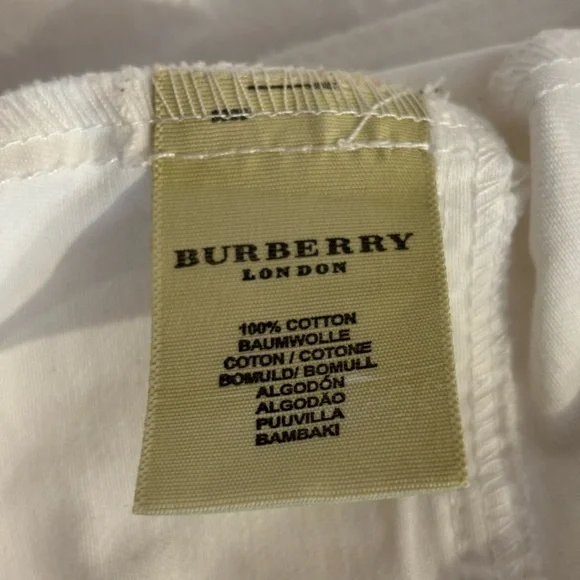 BURBERRY
LONDON
100% COTTON
BAUMWOLLE
COTON / COTONE
BOMULD/ BOMULL
ALGODÓN
ALGODÃO
PUUVILLA
BAMBAKI